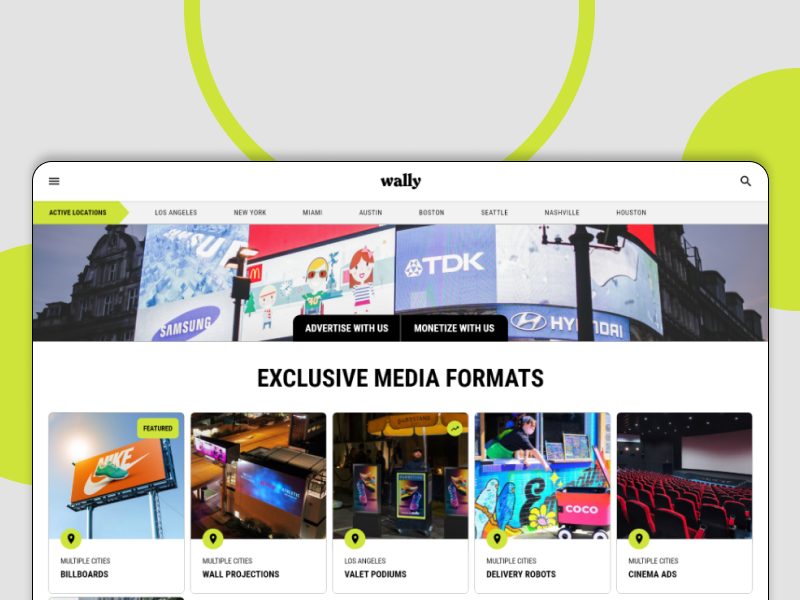 wally
ACTIVE LOCATIONS LOS ANGELES NEW YORK MIAMI AUSTIN BOSTON SEATTLE NASHVILLE HOUSTON
SAMSUNG
TDK
SAMSUNG
HYUNDAI
ADVERTISE WITH US MONETIZE WITH US
EXCLUSIVE MEDIA FORMATS
FEATURED
NIKE
COCO
MULTIPLE CITIES
BILLBOARDS
MULTIPLE CITIES
WALL PROJECTIONS
LOS ANGELES
VALET PODIUMS
MULTIPLE CITIES
DELIVERY ROBOTS
MULTIPLE CITIES
CINEMA ADS